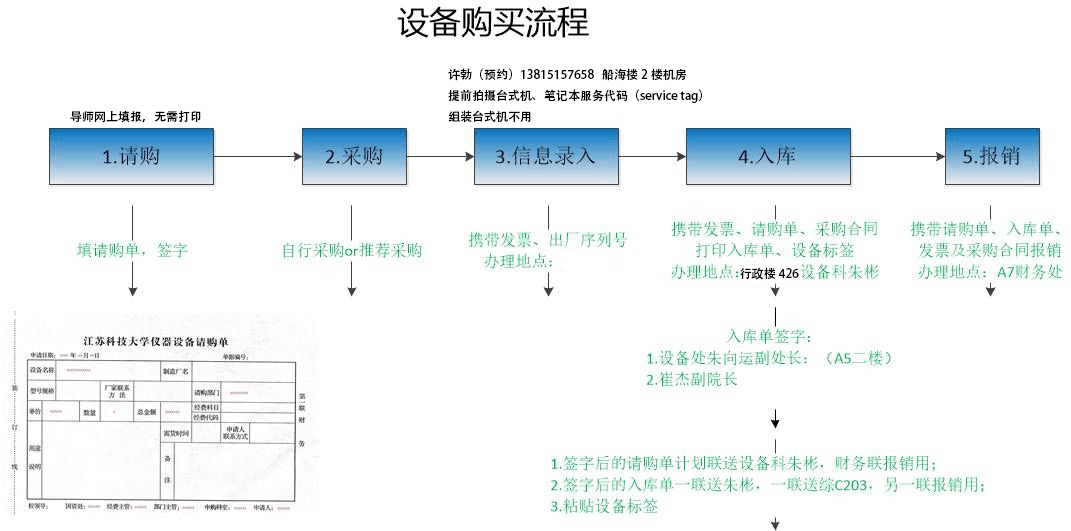 设备购买流程
许勃（预约）13815157658 船海楼 2 楼机房
提前拍摄台式机、笔记本服务代码（service tag）
组装台式机不用
导师网上填报，无需打印
1.请购
2.采购
3.信息录入
4.入库
5.报销
填请购单，签字
自行采购or推荐采购
携带发票、出厂序列号
办理地点：
携带发票、请购单、采购合同
打印入库单、设备标签
办理地点:行政楼 426设备科朱彬
携带请购单、入库单、
发票及采购合同报销
办理地点：A7财务处
入库单签字：
1.设备处朱向运副处长：（A5二楼）
2.崔杰副院长
1.签字后的请购单计划联送设备科朱彬，财务联报销用；
2.签字后的入库单一联送朱彬，一联送综C203，另一联报销用；
3.粘贴设备标签
江苏科技大学仪器设备请购单
申请日期： 年 月 日 单据编号：
设备名称 制造厂名
型号规格 厂家联系方 法 请购部门
单价 数量 总金额 经费科目
经费代码
需货时间 申请人联系方式
用途说明 备注
校领导： 国资处： 经费主管： 部门主管： 申购科室： 申请人：
装订线
第一联财务